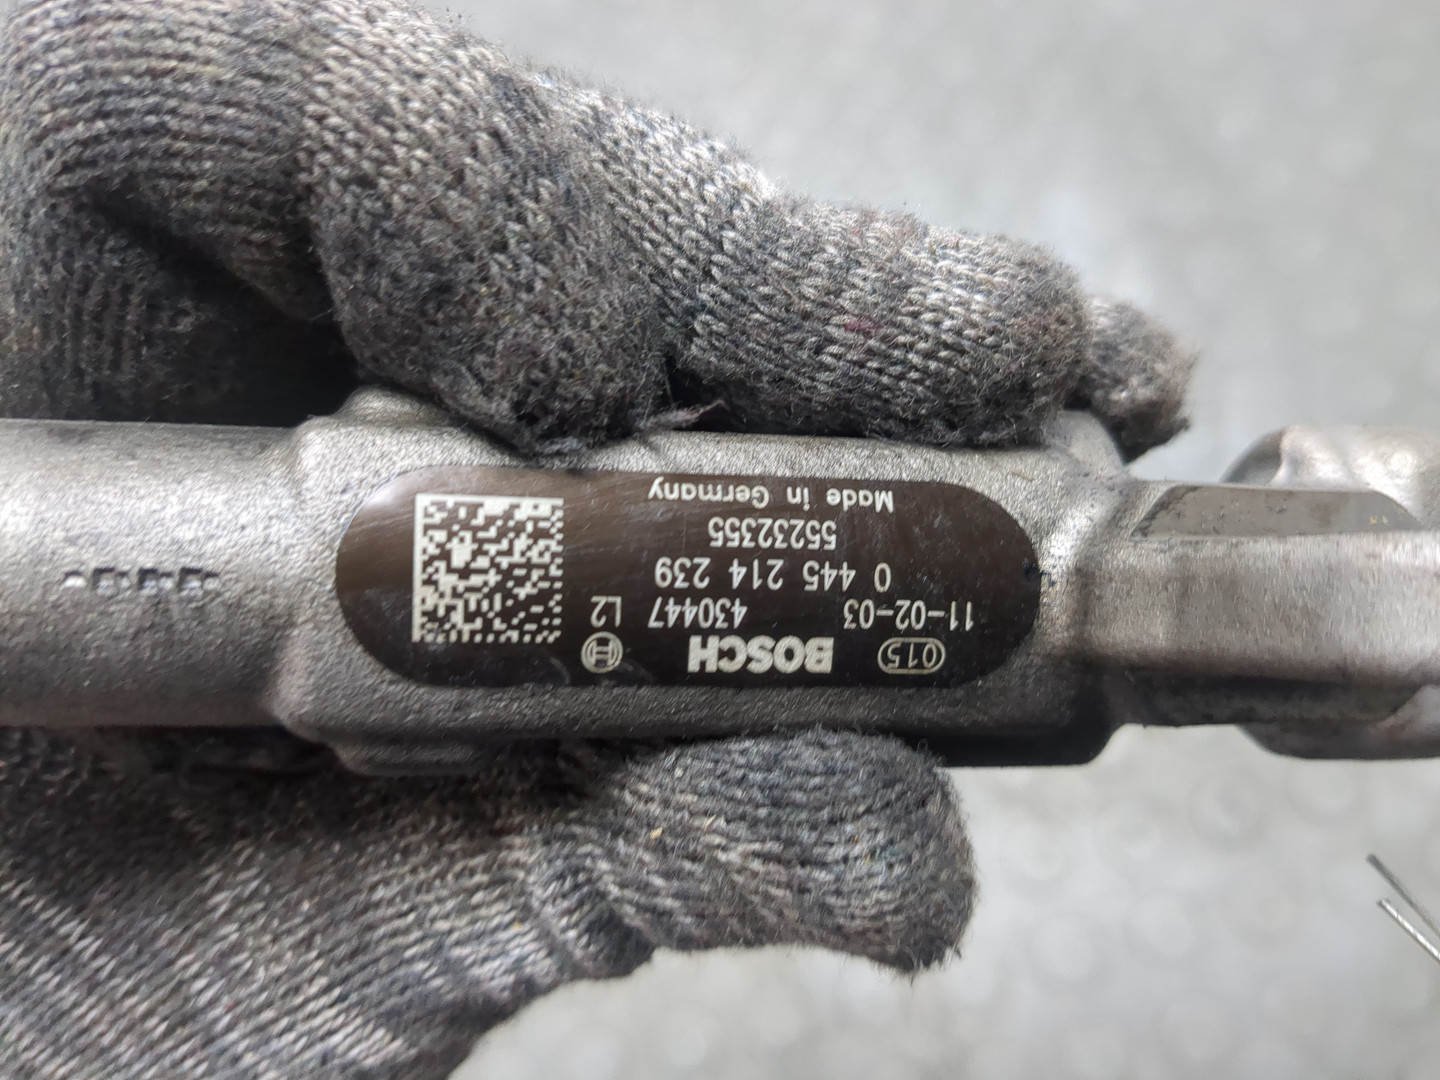 015 BOSCH
11-02-03 430447 L2
0 445 214 239
55232355
Made in Germany